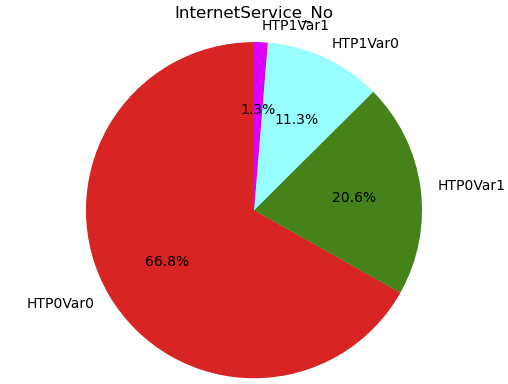 InternetService_No
HTP1Var1
HTP1Var0
1.3%
11.3%
HTP0Var1
20.6%
66.8%
HTP0Var0